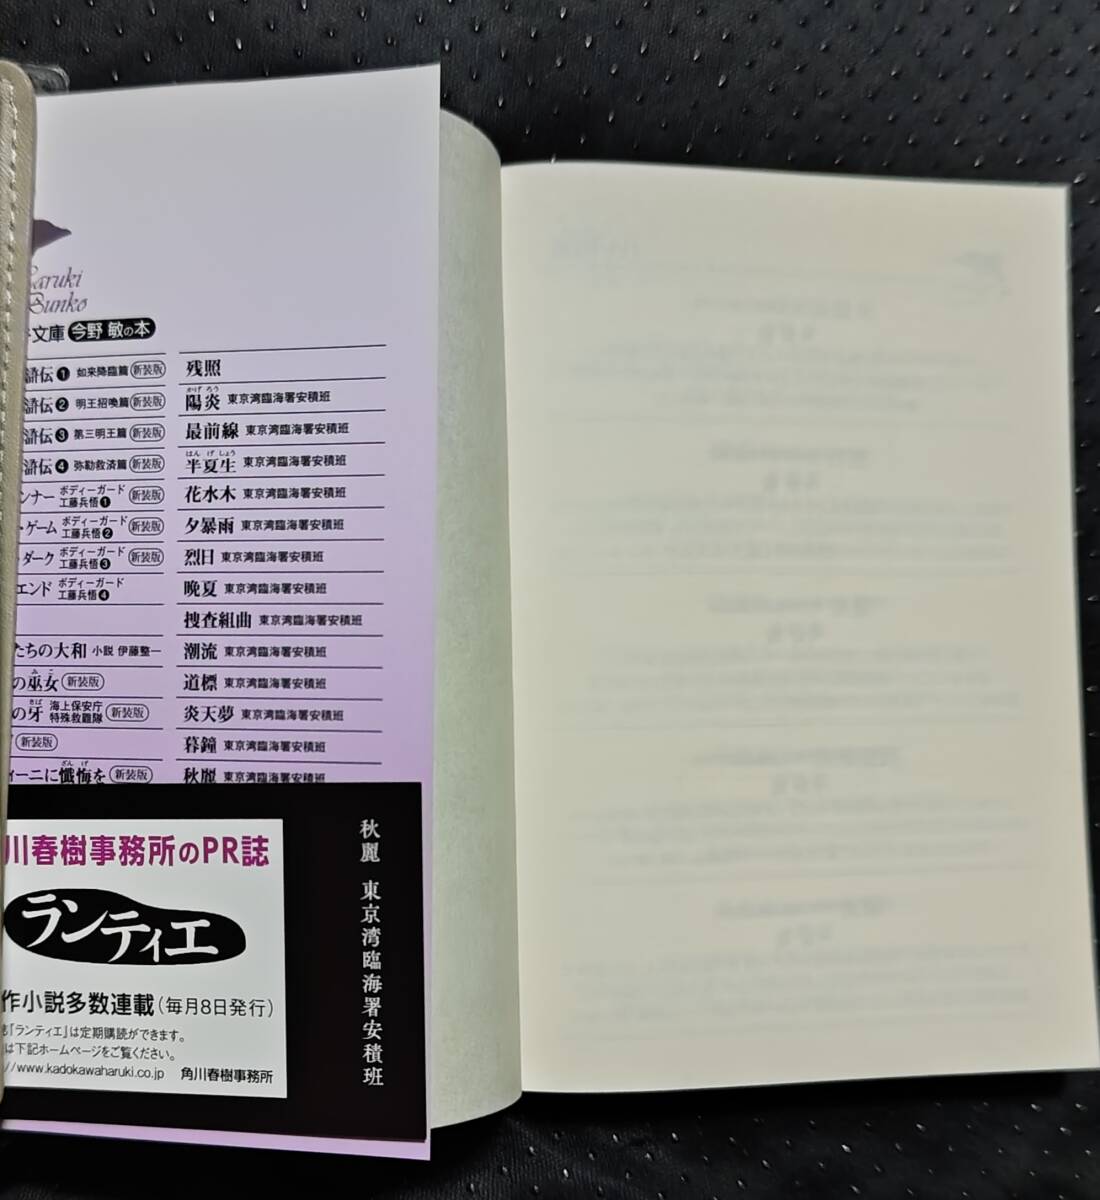 Haruki
Bunko
文庫 今野 敏の本
滸伝❶ 如来降臨篇 新装版
滸伝❷ 明王招喚篇 新装版
滸伝❸ 第三明王篇 新装版
滸伝❹ 弥勒救済篇 新装版
ンナー ボディーガード工藤兵悟❶ 新装版
・ゲーム ボディーガード工藤兵悟❷ 新装版
・ダーク ボディーガード工藤兵悟❸ 新装版
エンド ボディーガード工藤兵悟❹
たちの大和 小説 伊藤整一
の巫女 新装版
の牙 海上保安庁特殊救難隊 新装版
新装版
ィーニに懺悔を 新装版
残照
陽炎 東京湾臨海署安積班
最前線 東京湾臨海署安積班
半夏生 東京湾臨海署安積班
花水木 東京湾臨海署安積班
夕暴雨 東京湾臨海署安積班
烈日 東京湾臨海署安積班
晩夏 東京湾臨海署安積班
捜査組曲 東京湾臨海署安積班
潮流 東京湾臨海署安積班
道標 東京湾臨海署安積班
炎天夢 東京湾臨海署安積班
暮鐘 東京湾臨海署安積班
秋麗 東京湾臨海署安積班
川春樹事務所のPR誌
ランティエ
作小説多数連載(毎月8日発行)
『ランティエ』は定期購読ができます。
は下記ホームページをご覧ください。
//www.kadokawaharuki.co.jp 角川春樹事務所
秋麗 東京湾臨海署安積班